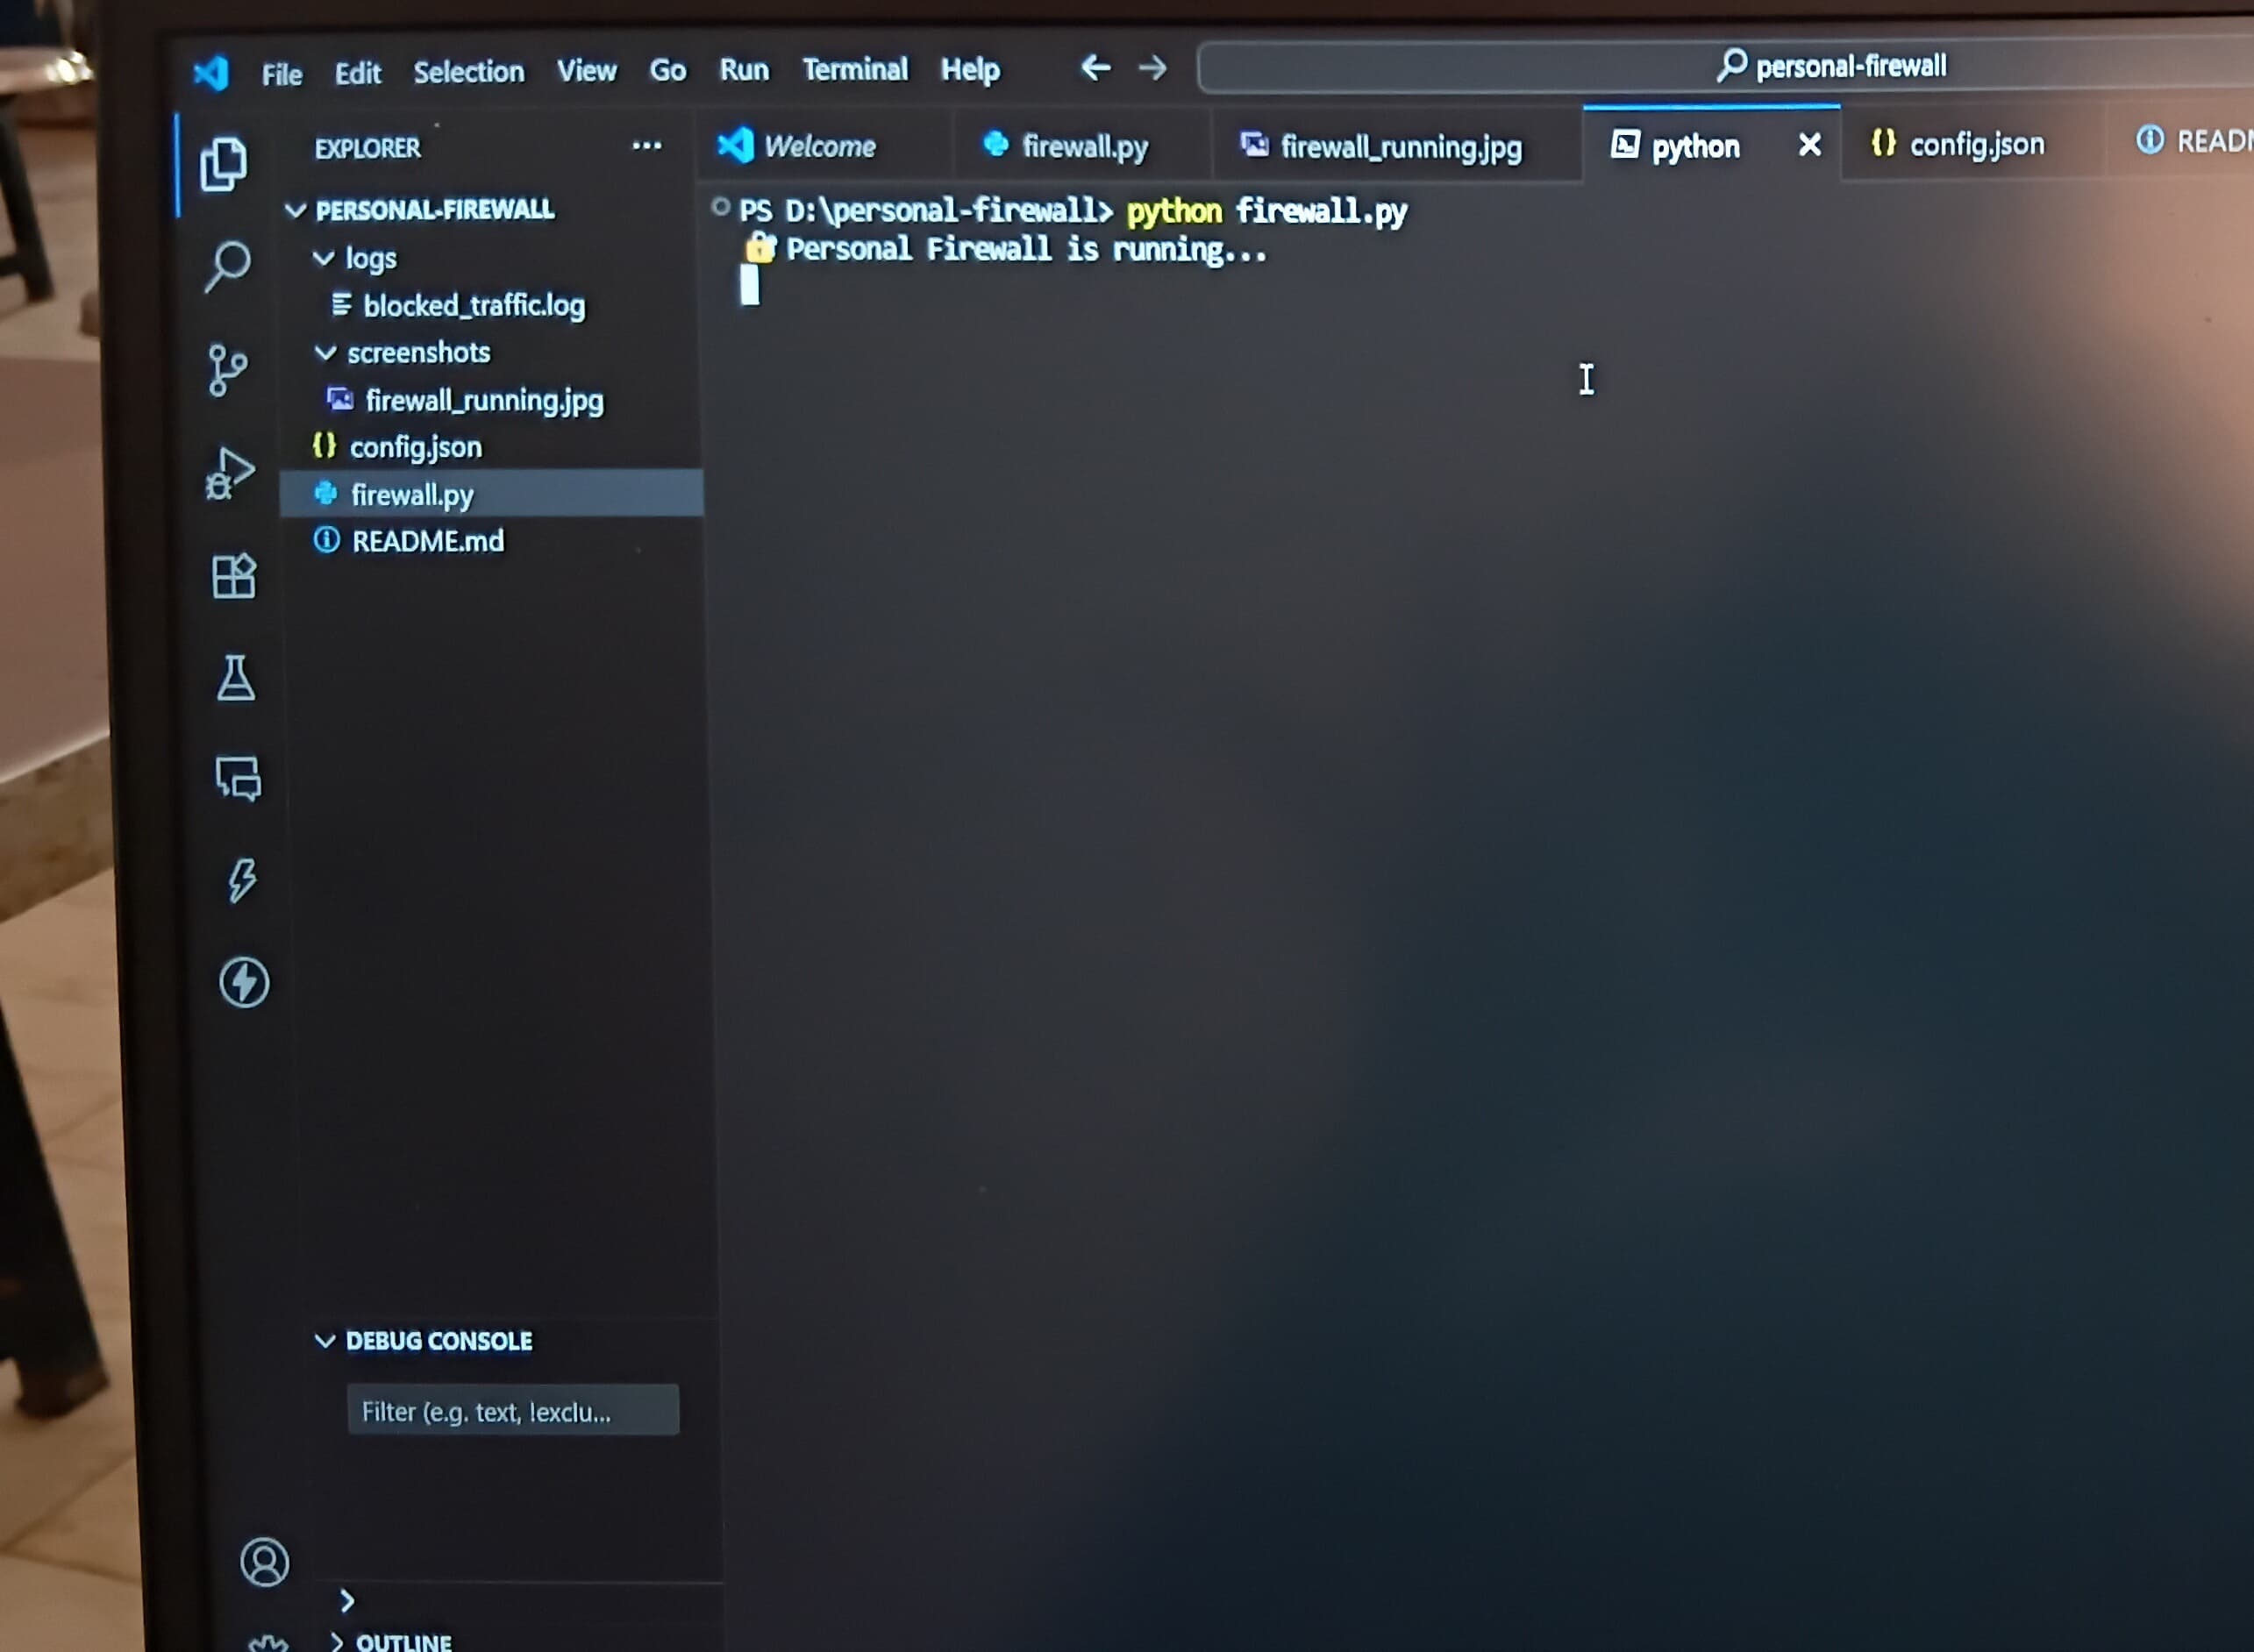 File Edit Selection View Go Run Terminal Help personal-firewall
EXPLORER
Welcome firewall.py firewall_running.jpg python config.json
PERSONAL-FIREWALL
logs
blocked_traffic.log
screenshots
firewall_running.jpg
config.json
firewall.py
README.md
PS D:\personal-firewall> python firewall.py
🔐 Personal Firewall is running...
DEBUG CONSOLE
Filter (e.g. text, !exclu...
OUTLINE